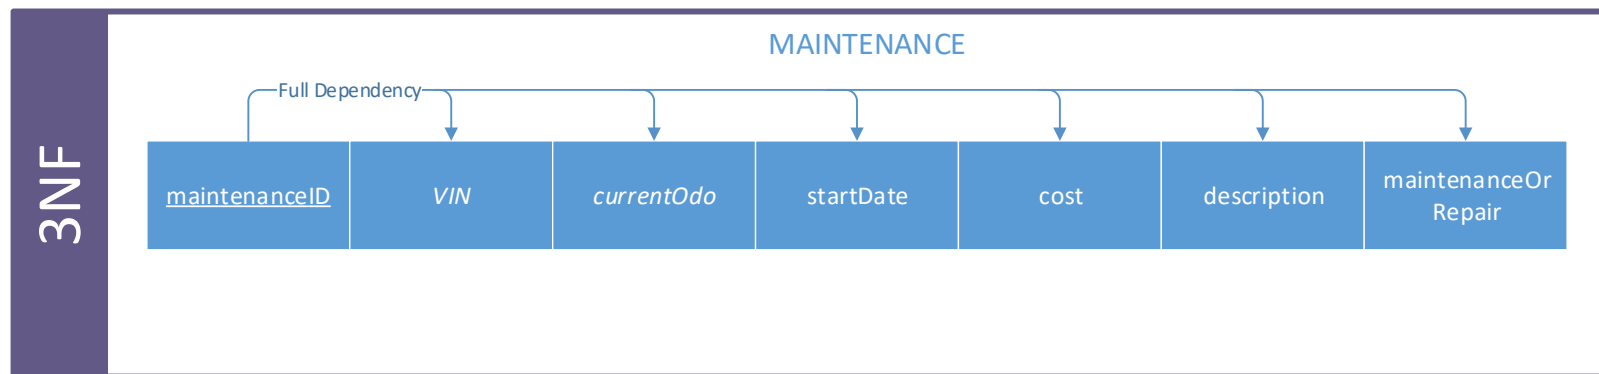 3NF
MAINTENANCE
Full Dependency
maintenanceID
VIN
currentOdo
startDate
cost
description
maintenanceOr
Repair